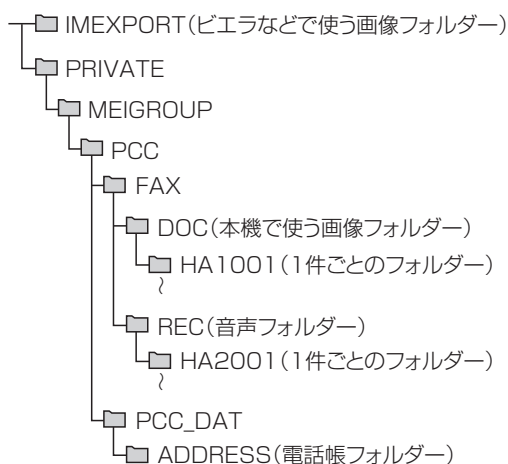 IMEXPORT（ビエラなどで使う画像フォルダー）
PRIVATE
MEIGROUP
PCC
FAX
DOC（本機で使う画像フォルダー）
HA1001（1件ごとのフォルダー）
～
REC（音声フォルダー）
HA2001（1件ごとのフォルダー）
～
PCC_DAT
ADDRESS（電話帳フォルダー）